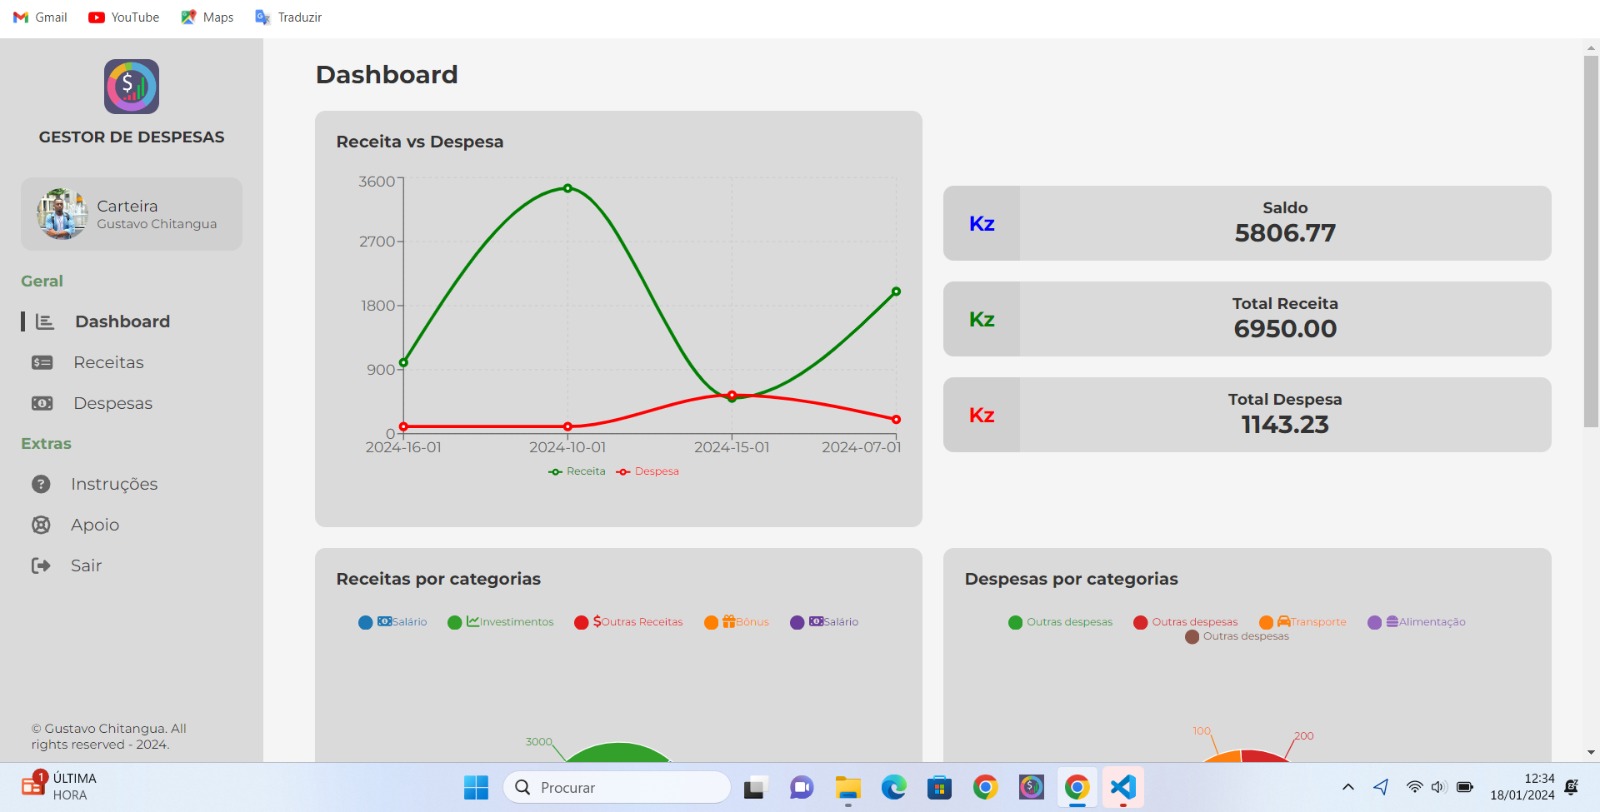 Gmail YouTube Maps Traduzir
GESTOR DE DESPESAS
Carteira
Gustavo Chitangua
Geral
Dashboard
Receitas
Despesas
Extras
Instruções
Apoio
Sair
© Gustavo Chitangua. All
rights reserved - 2024.
Dashboard
Receita vs Despesa
3600
2700
1800
900
0
2024-16-01 2024-10-01 2024-15-01 2024-07-01
Receita Despesa
Kz
Saldo
5806.77
Kz
Total Receita
6950.00
Kz
Total Despesa
1143.23
Receitas por categorias
Salário Investimentos Outras Receitas Bônus Salário
3000
Despesas por categorias
Outras despesas Outras despesas Transporte Alimentação
Outras despesas
100 200
1
ÚLTIMA
HORA
Procurar
12:34
18/01/2024